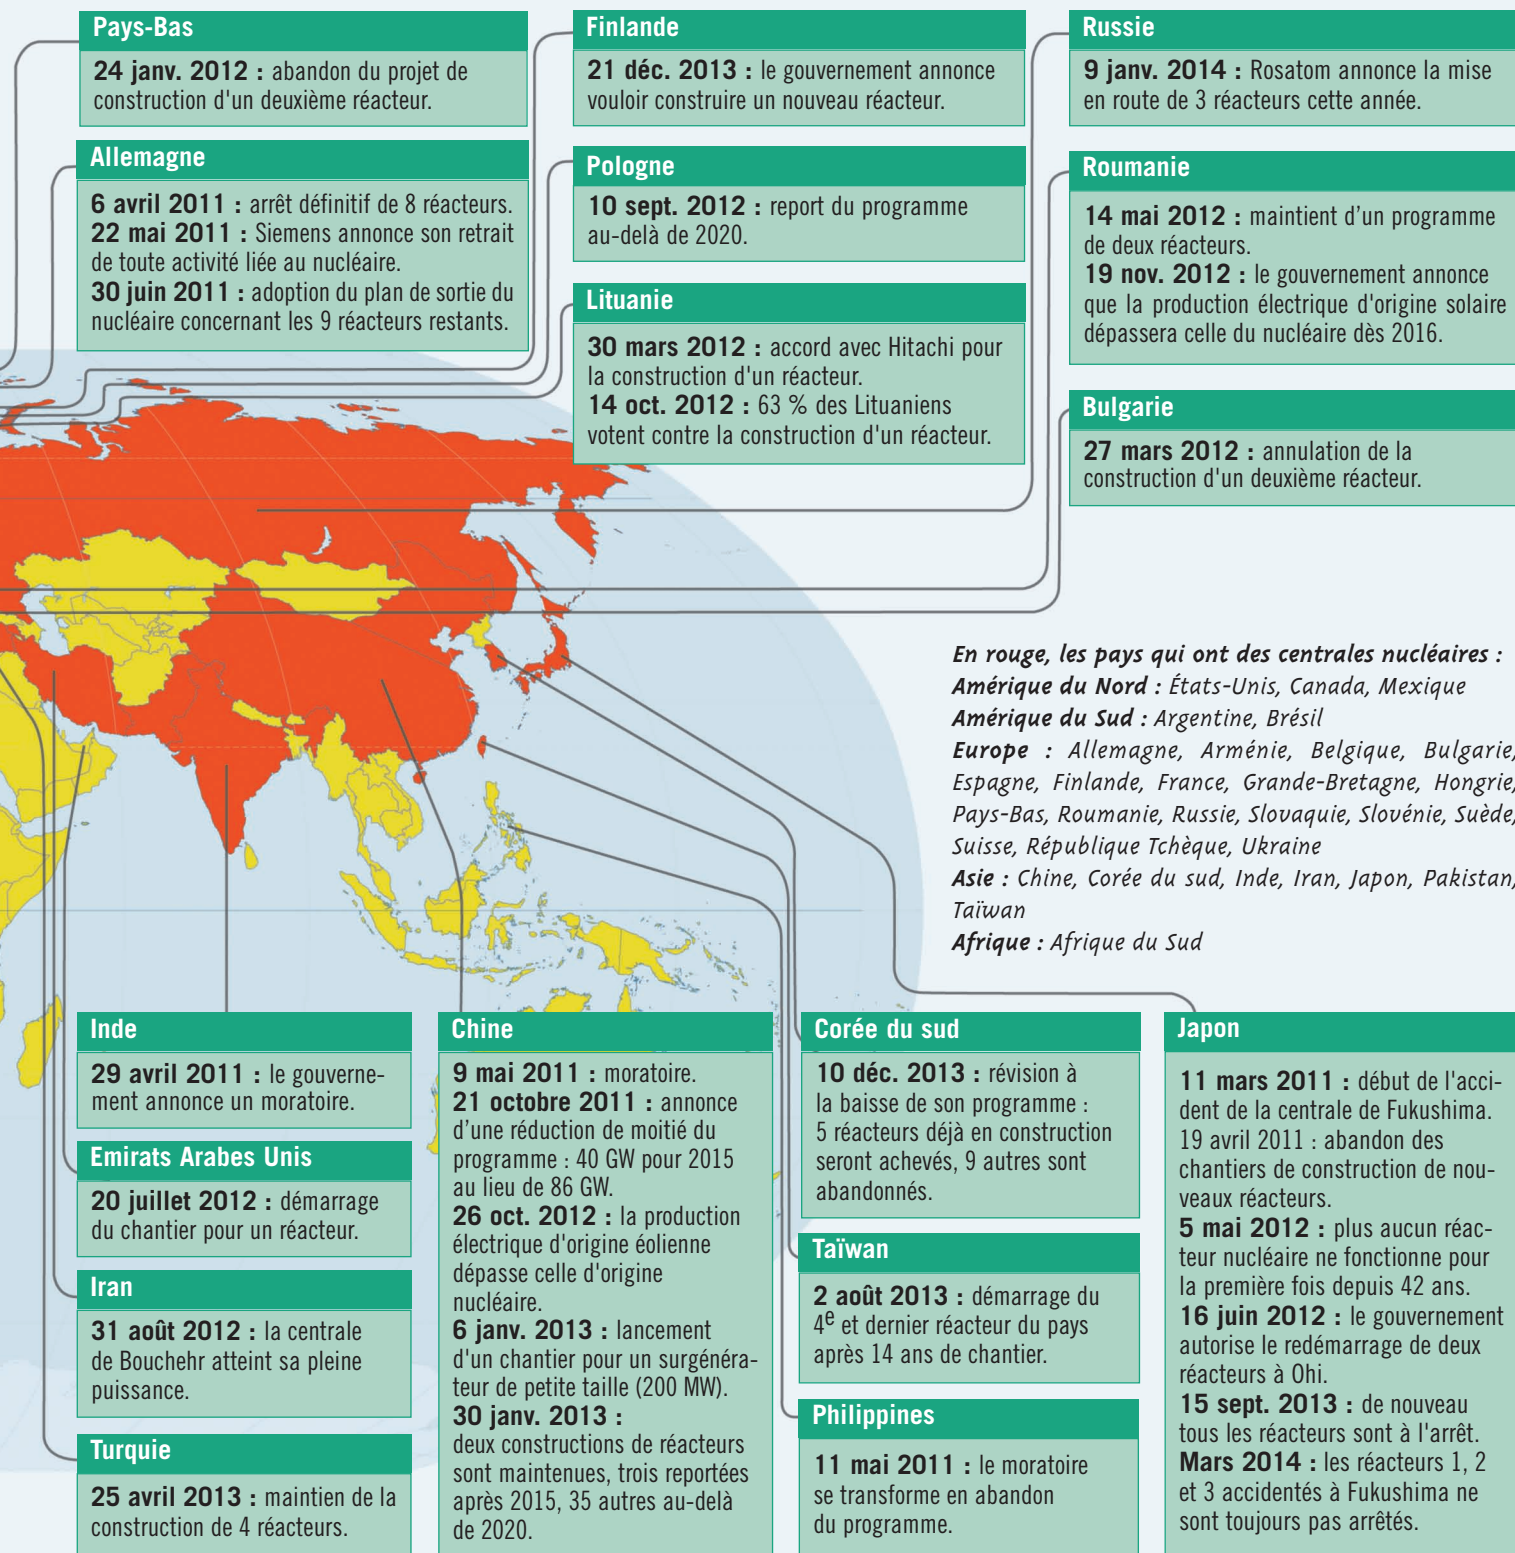 Pays-Bas
24 janv. 2012 : abandon du projet de
construction d'un deuxième réacteur.
Allemagne
6 avril 2011 : arrêt définitif de 8 réacteurs.
22 mai 2011 : Siemens annonce son retrait
de toute activité liée au nucléaire.
30 juin 2011 : adoption du plan de sortie du
nucléaire concernant les 9 réacteurs restants.
Finlande
21 déc. 2013 : le gouvernement annonce
vouloir construire un nouveau réacteur.
Pologne
10 sept. 2012 : report du programme
au-delà de 2020.
Lituanie
30 mars 2012 : accord avec Hitachi pour
la construction d'un réacteur.
14 oct. 2012 : 63 % des Lituaniens
votent contre la construction d'un réacteur.
Russie
9 janv. 2014 : Rosatom annonce la mise
en route de 3 réacteurs cette année.
Roumanie
14 mai 2012 : maintient d’un programme
de deux réacteurs.
19 nov. 2012 : le gouvernement annonce
que la production électrique d'origine solaire
dépassera celle du nucléaire dès 2016.
Bulgarie
27 mars 2012 : annulation de la
construction d'un deuxième réacteur.
En rouge, les pays qui ont des centrales nucléaires :
Amérique du Nord : États-Unis, Canada, Mexique
Amérique du Sud : Argentine, Brésil
Europe : Allemagne, Arménie, Belgique, Bulgarie,
Espagne, Finlande, France, Grande-Bretagne, Hongrie,
Pays-Bas, Roumanie, Russie, Slovaquie, Slovénie, Suède,
Suisse, République Tchèque, Ukraine
Asie : Chine, Corée du sud, Inde, Iran, Japon, Pakistan,
Taïwan
Afrique : Afrique du Sud
Inde
29 avril 2011 : le gouverne-
ment annonce un moratoire.
Emirats Arabes Unis
20 juillet 2012 : démarrage
du chantier pour un réacteur.
Iran
31 août 2012 : la centrale
de Bouchehr atteint sa pleine
puissance.
Turquie
25 avril 2013 : maintien de la
construction de 4 réacteurs.
Chine
9 mai 2011 : moratoire.
21 octobre 2011 : annonce
d’une réduction de moitié du
programme : 40 GW pour 2015
au lieu de 86 GW.
26 oct. 2012 : la production
électrique d'origine éolienne
dépasse celle d'origine
nucléaire.
6 janv. 2013 : lancement
d'un chantier pour un surgénéra-
teur de petite taille (200 MW).
30 janv. 2013 :
deux constructions de réacteurs
sont maintenues, trois reportées
après 2015, 35 autres au-delà
de 2020.
Corée du sud
10 déc. 2013 : révision à
la baisse de son programme :
5 réacteurs déjà en construction
seront achevés, 9 autres sont
abandonnés.
Taïwan
2 août 2013 : démarrage du
4e et dernier réacteur du pays
après 14 ans de chantier.
Philippines
11 mai 2011 : le moratoire
se transforme en abandon
du programme.
Japon
11 mars 2011 : début de l'acci-
dent de la centrale de Fukushima.
19 avril 2011 : abandon des
chantiers de construction de nou-
veaux réacteurs.
5 mai 2012 : plus aucun réac-
teur nucléaire ne fonctionne pour
la première fois depuis 42 ans.
16 juin 2012 : le gouvernement
autorise le redémarrage de deux
réacteurs à Ohi.
15 sept. 2013 : de nouveau
tous les réacteurs sont à l'arrêt.
Mars 2014 : les réacteurs 1, 2
et 3 accidentés à Fukushima ne
sont toujours pas arrêtés.